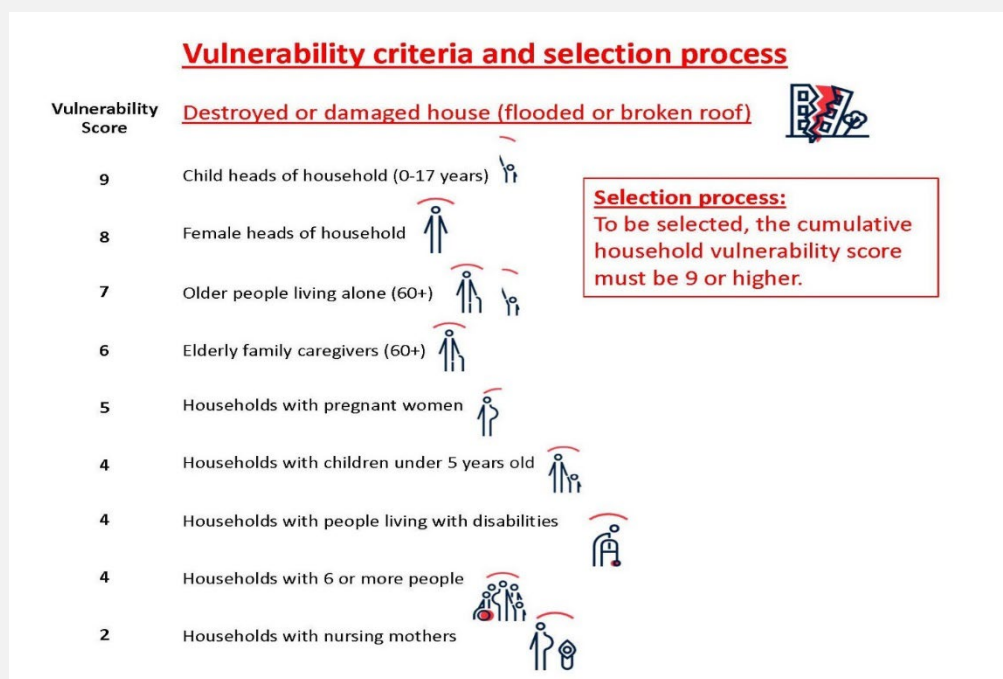 Vulnerability criteria and selection process
Vulnerability
Score
Destroyed or damaged house (flooded or broken roof)
9
Child heads of household (0-17 years)
8
Female heads of household
7
Older people living alone (60+)
6
Elderly family caregivers (60+)
5
Households with pregnant women
4
Households with children under 5 years old
4
Households with people living with disabilities
4
Households with 6 or more people
2
Households with nursing mothers
Selection process:
To be selected, the cumulative
household vulnerability score
must be 9 or higher.